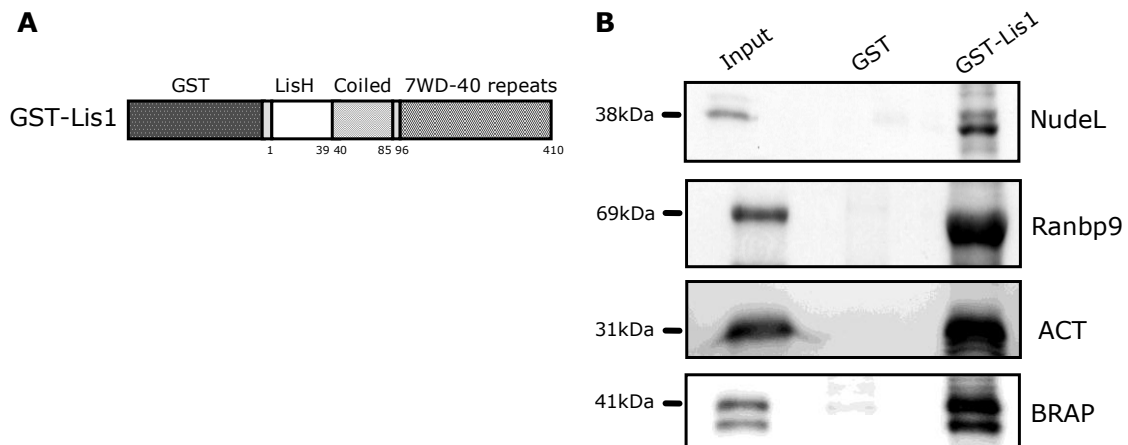 A
GST LisH Coiled 7WD-40 repeats
GST-Lis1
1 39 40 85 96 410
B
Input GST GST-Lis1
38kDa NudeL
69kDa Ranbp9
31kDa ACT
41kDa BRAP